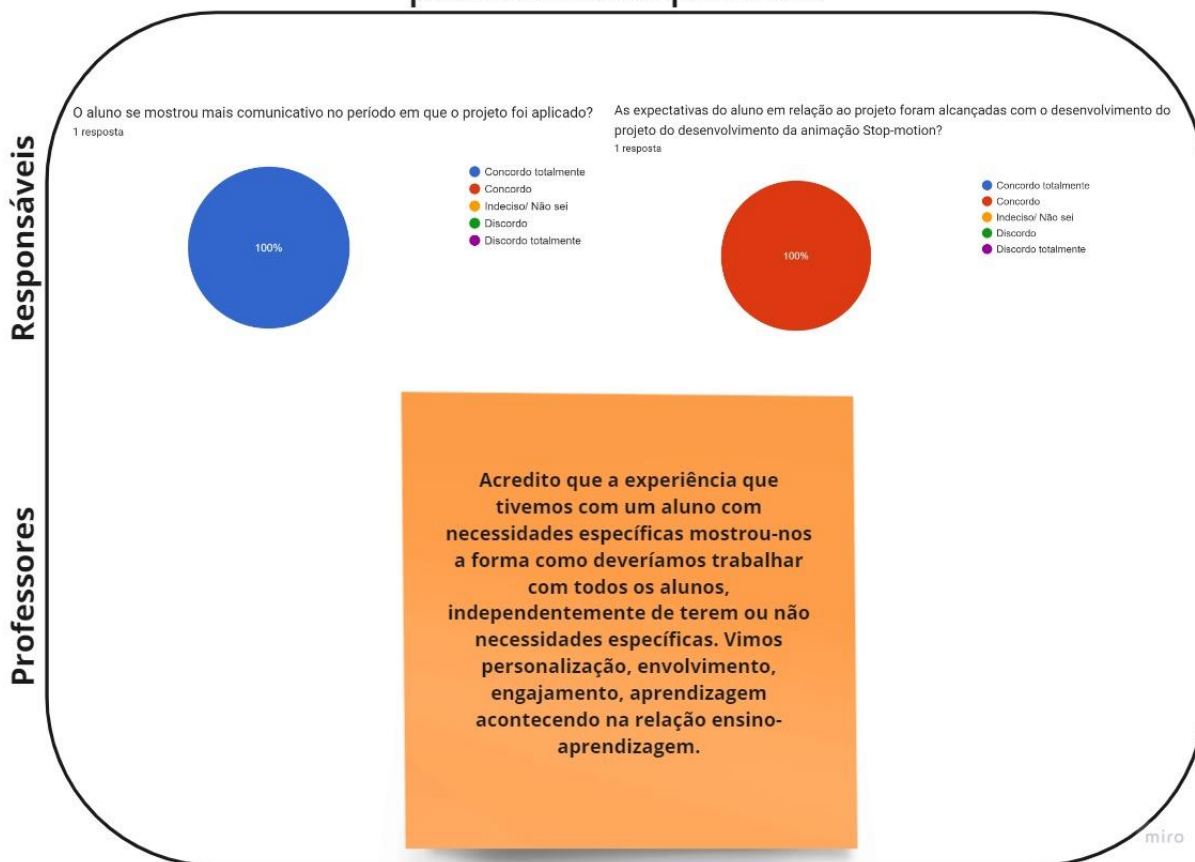 Responsáveis
O aluno se mostrou mais comunicativo no período em que o projeto foi aplicado?
1 resposta
100%
Concordo totalmente
Concordo
Indeciso/ Não sei
Discordo
Discordo totalmente
As expectativas do aluno em relação ao projeto foram alcançadas com o desenvolvimento do
projeto do desenvolvimento da animação Stop-motion?
1 resposta
100%
Concordo totalmente
Concordo
Indeciso/ Não sei
Discordo
Discordo totalmente
Professores
Acredito que a experiência que
tivemos com um aluno com
necessidades específicas mostrou-nos
a forma como deveríamos trabalhar
com todos os alunos,
independentemente de terem ou não
necessidades específicas. Vimos
personalização, envolvimento,
engajamento, aprendizagem
acontecendo na relação ensino-
aprendizagem.
miro